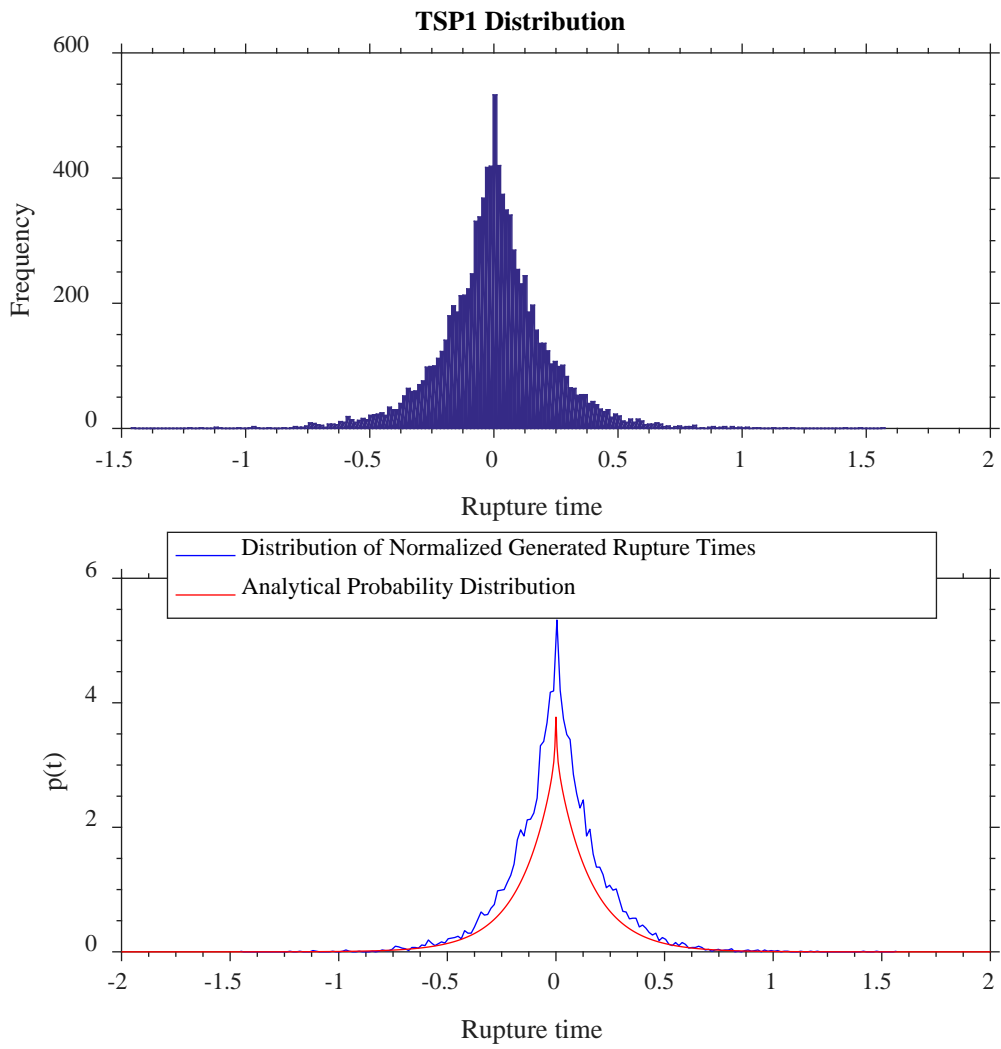 TSP1 Distribution
600
400
200
0
Frequency
-1.5 -1 -0.5 0 0.5 1 1.5 2
Rupture time
Distribution of Normalized Generated Rupture Times
Analytical Probability Distribution
6
4
2
0
p(t)
-2 -1.5 -1 -0.5 0 0.5 1 1.5 2
Rupture time